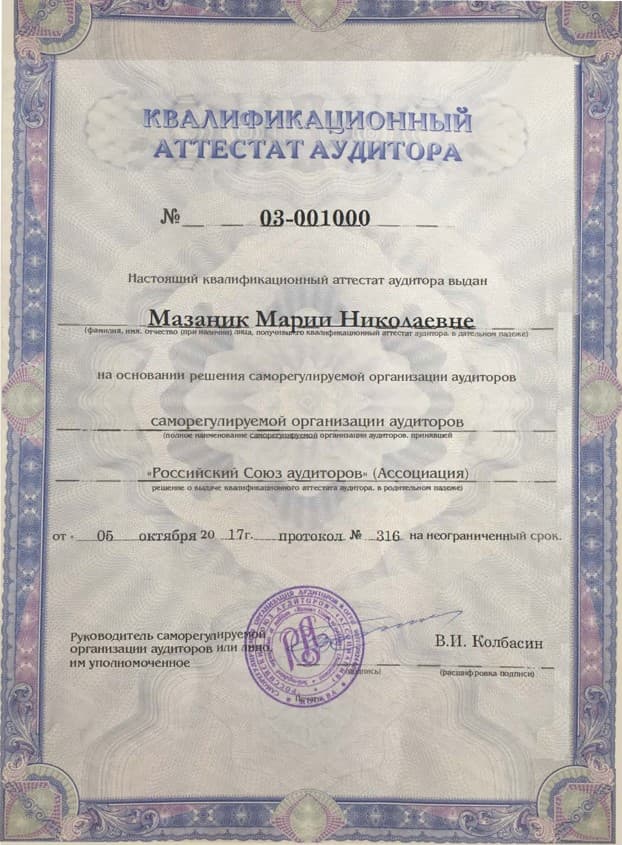 КВАЛИФИКАЦИОННЫЙ
АТТЕСТАТ АУДИТОРА
№ 03-001000
Настоящий квалификационный аттестат аудитора выдан
Мазаник Марии Николаевне
(фамилия, имя, отчество (при наличии) лица, получившего квалификационный аттестат аудитора, в дательном падеже)
на основании решения саморегулируемой организации аудиторов
саморегулируемой организации аудиторов
(полное наименование саморегулируемой организации аудиторов, принявшей
«Российский Союз аудиторов» (Ассоциация)
решение о выдаче квалификационного аттестата аудитора, в родительном падеже)
от « 05 октября 20 17г. протокол № 316 на неограниченный срок.
Руководитель саморегулируемой
организации аудиторов или лицо,
им уполномоченное
В.И. Колбасин
(подпись)
(расшифровка подписи)